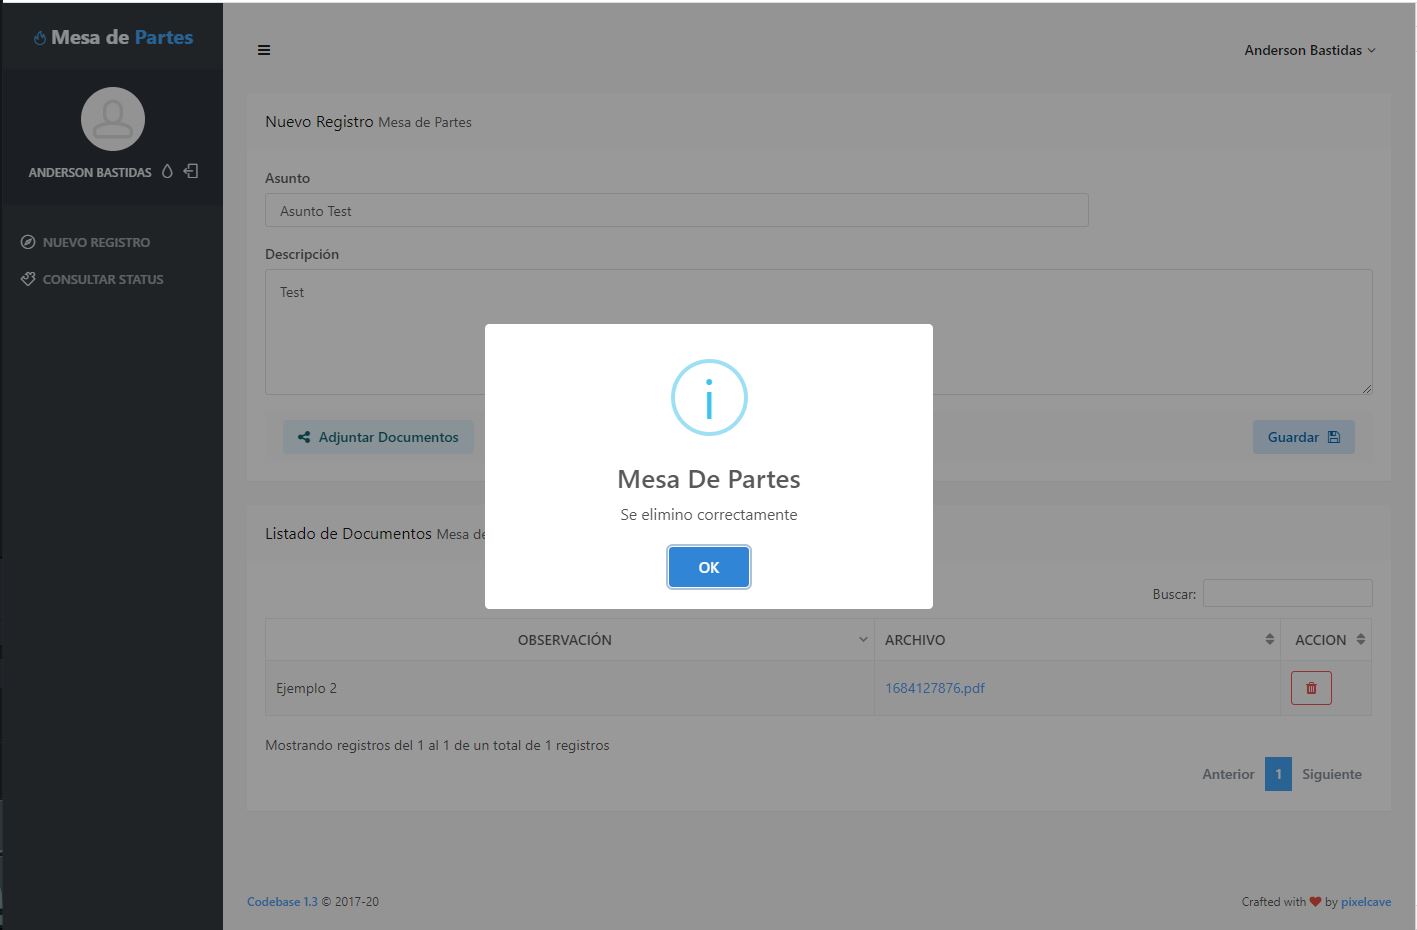 Mesa de Partes
Anderson Bastidas
ANDERSON BASTIDAS
NUEVO REGISTRO
CONSULTAR STATUS
Nuevo Registro Mesa de Partes
Asunto
Asunto Test
Descripción
Test
Adjuntar Documentos
Guardar
Mesa De Partes
Se elimino correctamente
OK
Listado de Documentos Mesa de
Buscar:
OBSERVACIÓN ARCHIVO ACCION
Ejemplo 2 1684127876.pdf
Mostrando registros del 1 al 1 de un total de 1 registros
Anterior 1 Siguiente
Codebase 1.3 © 2017-20
Crafted with ❤ by pixelcave